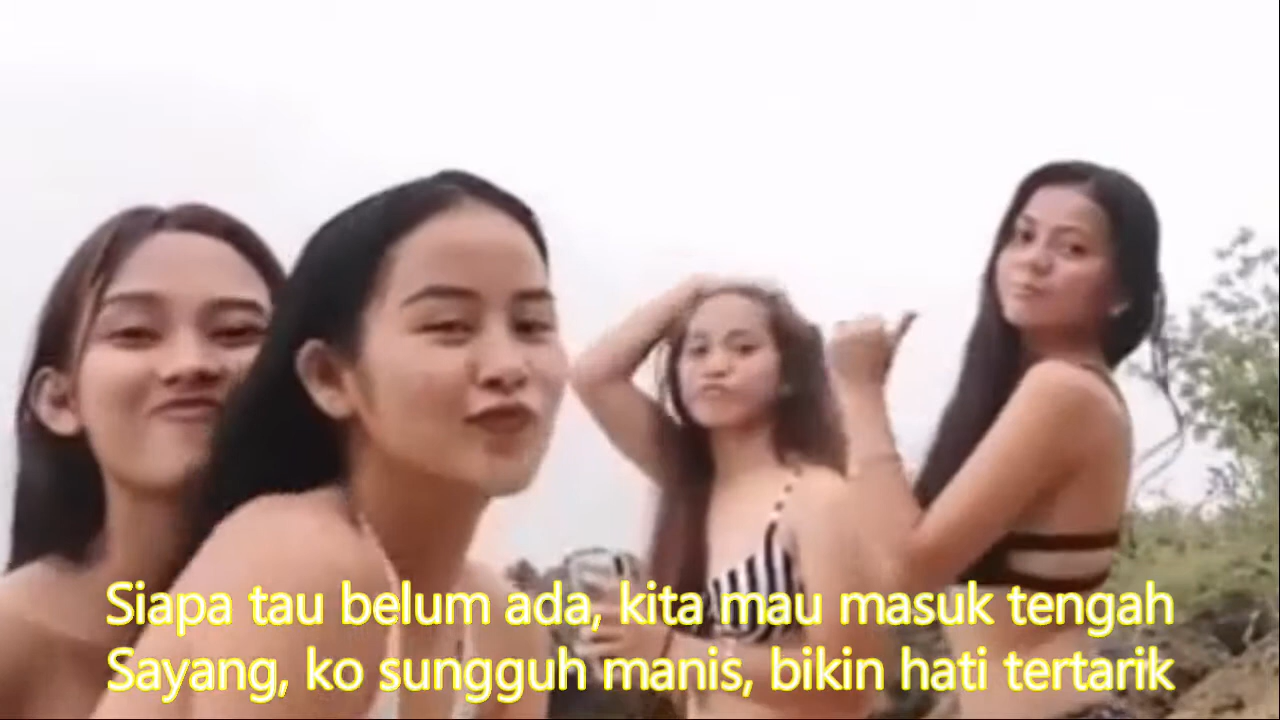 Siapa tau belum ada, kita mau masuk tengah
Sayang, ko sungguh manis, bikin hati tertarik